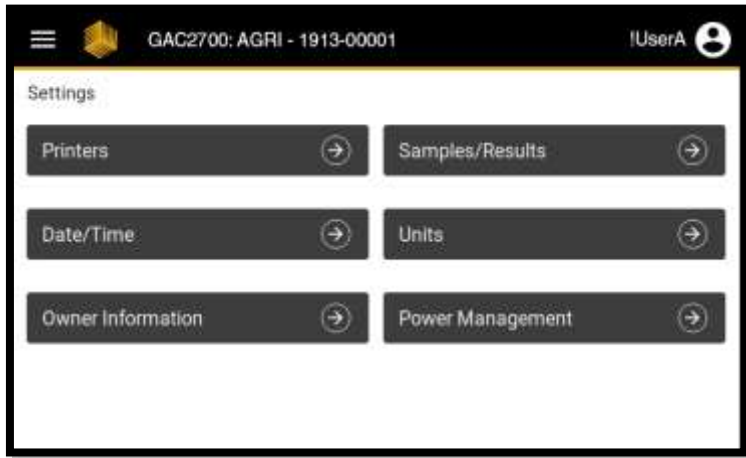 GAC2700: AGRI - 1913-00001 !UserA
Settings
Printers
Samples/Results
Date/Time
Units
Owner Information
Power Management